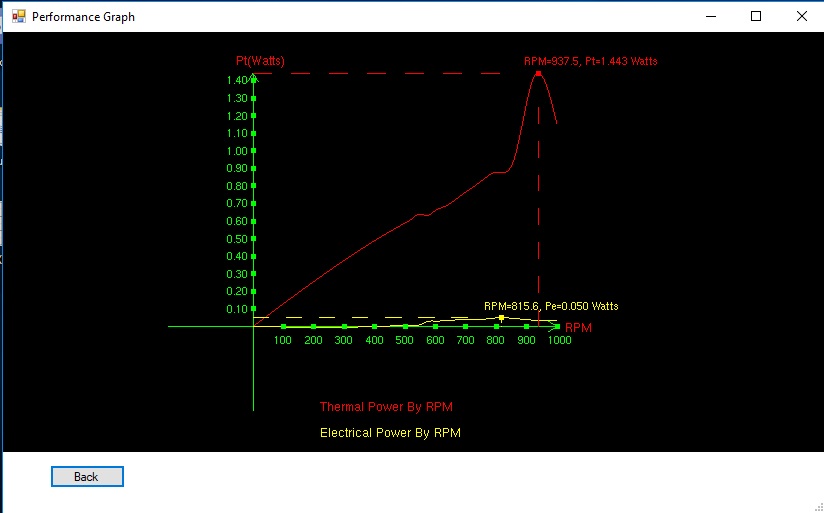 Performance Graph
Pt(Watts)
RPM=937.5, Pt=1.443 Watts
1.40
1.30
1.20
1.10
1.00
0.90
0.80
0.70
0.60
0.50
0.40
0.30
0.20
0.10
RPM=815.6, Pe=0.050 Watts
RPM
100 200 300 400 500 600 700 800 900 1000
Thermal Power By RPM
Electrical Power By RPM
Back